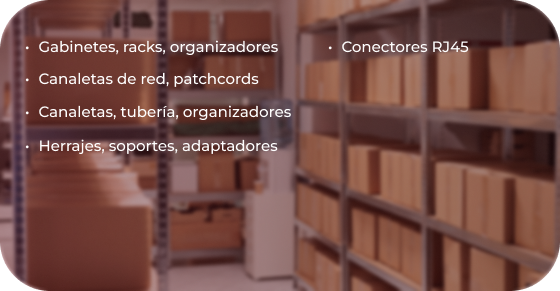 • Gabinetes, racks, organizadores
• Canaletas de red, patchcords
• Canaletas, tubería, organizadores
• Herrajes, soportes, adaptadores
• Conectores RJ45